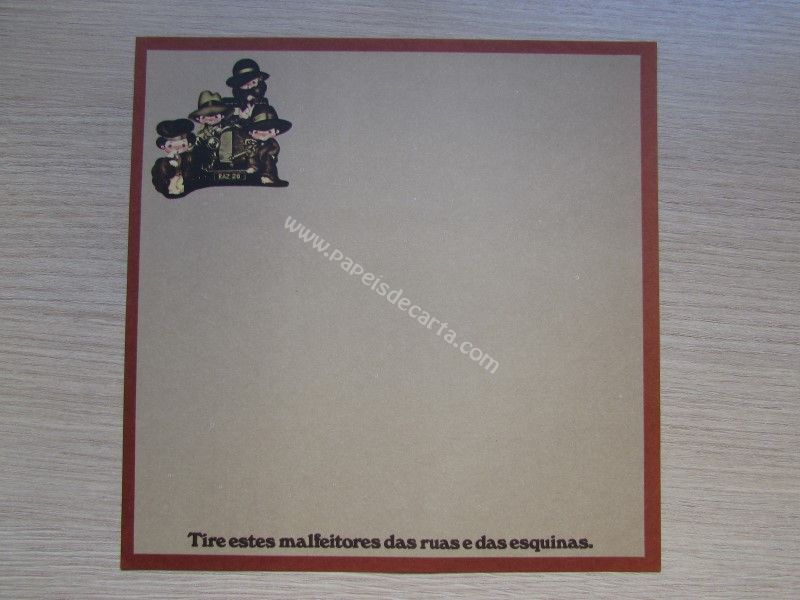 RAZ 26
www.papeisdecarta.com
Tire estes malfeitores das ruas e das esquinas.